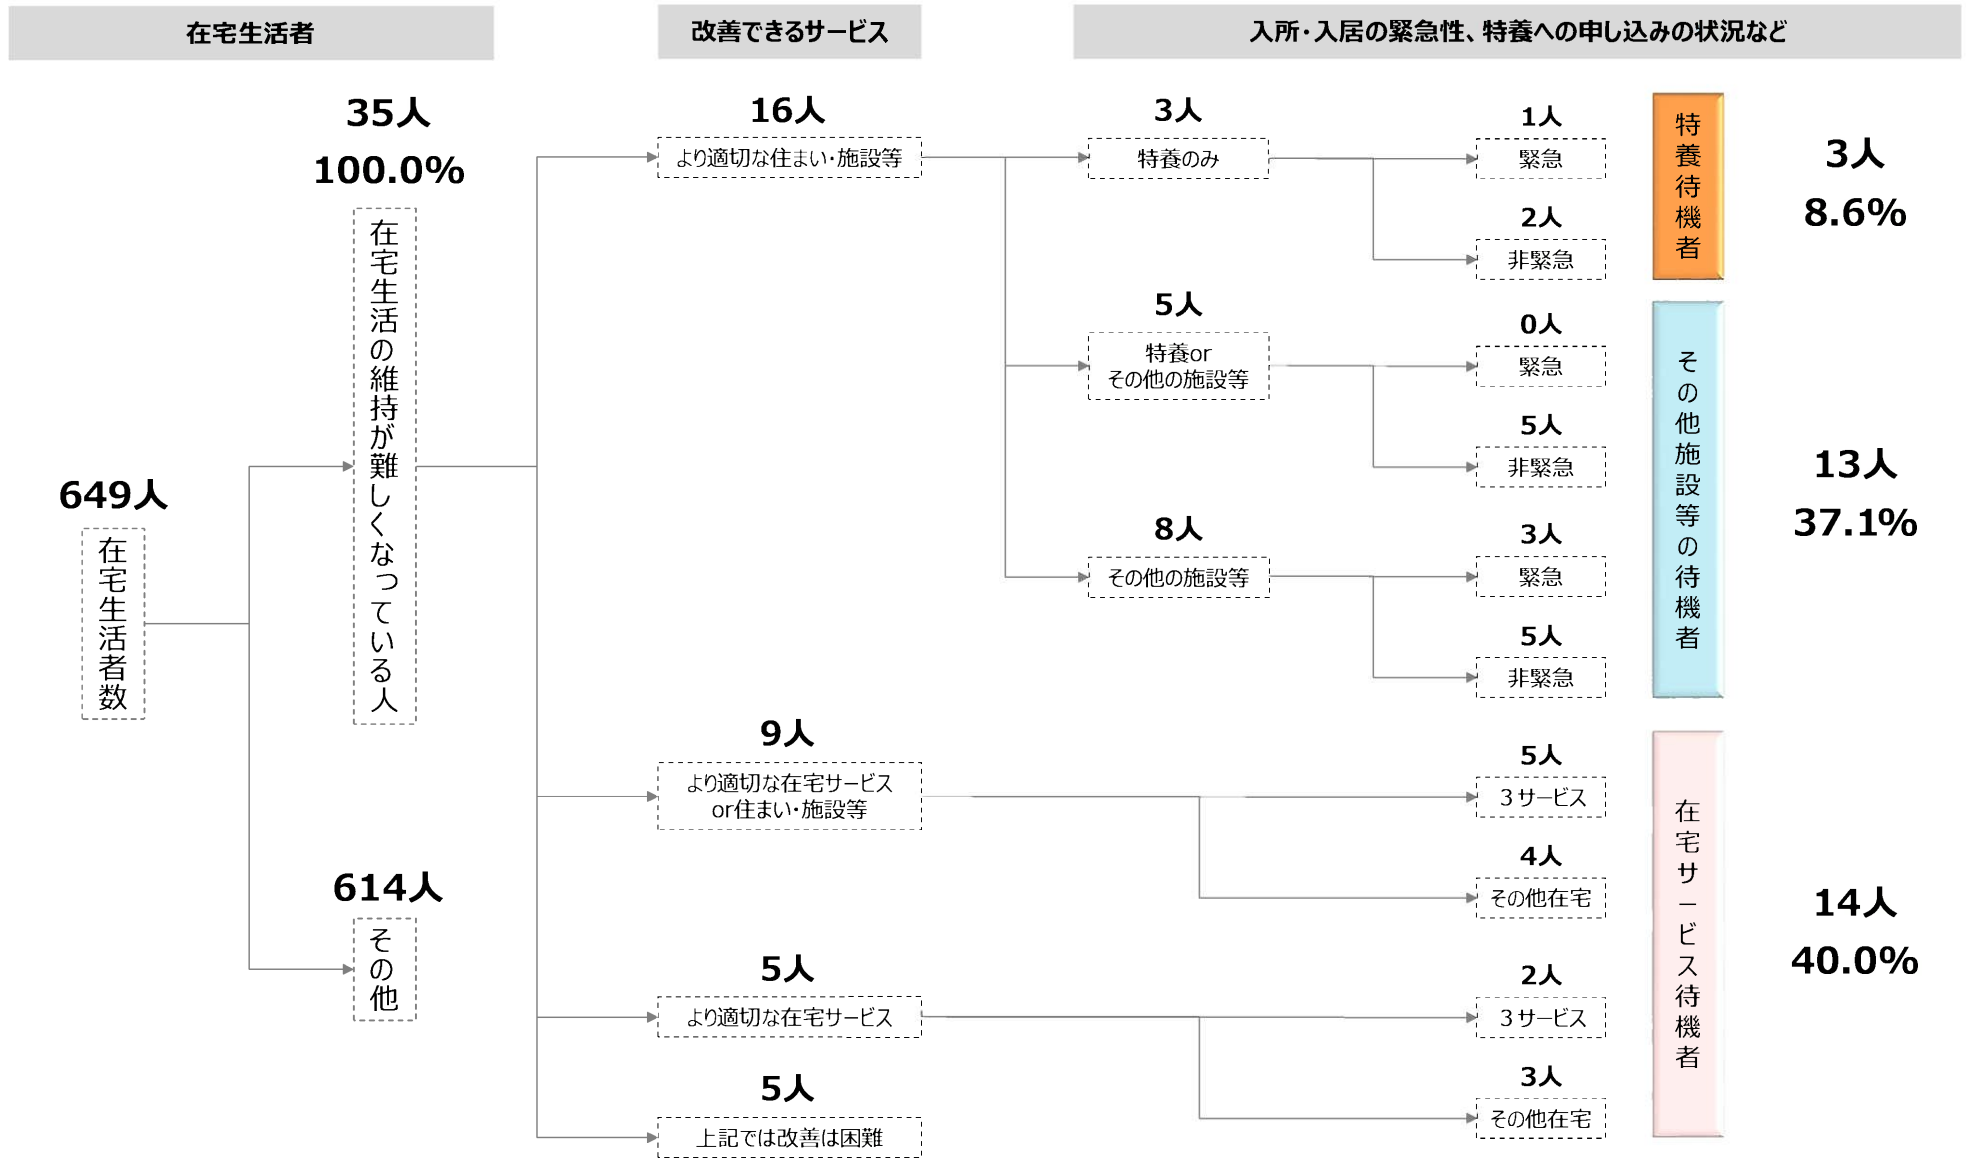 在宅生活者
改善できるサービス
入所・入居の緊急性、特養への申し込みの状況など
649人
在宅生活者数
35人
100.0%
在宅生活の維持が難しくなっている人
614人
その他
16人
より適切な住まい・施設等
9人
より適切な在宅サービス
or住まい・施設等
5人
より適切な在宅サービス
5人
上記では改善は困難
3人
特養のみ
5人
特養or
その他の施設等
8人
その他の施設等
1人
緊急
2人
非緊急
0人
緊急
5人
非緊急
3人
緊急
5人
非緊急
5人
３サービス
4人
その他在宅
2人
３サービス
3人
その他在宅
特養待機者
3人
8.6%
その他施設等の待機者
13人
37.1%
在宅サービス待機者
14人
40.0%